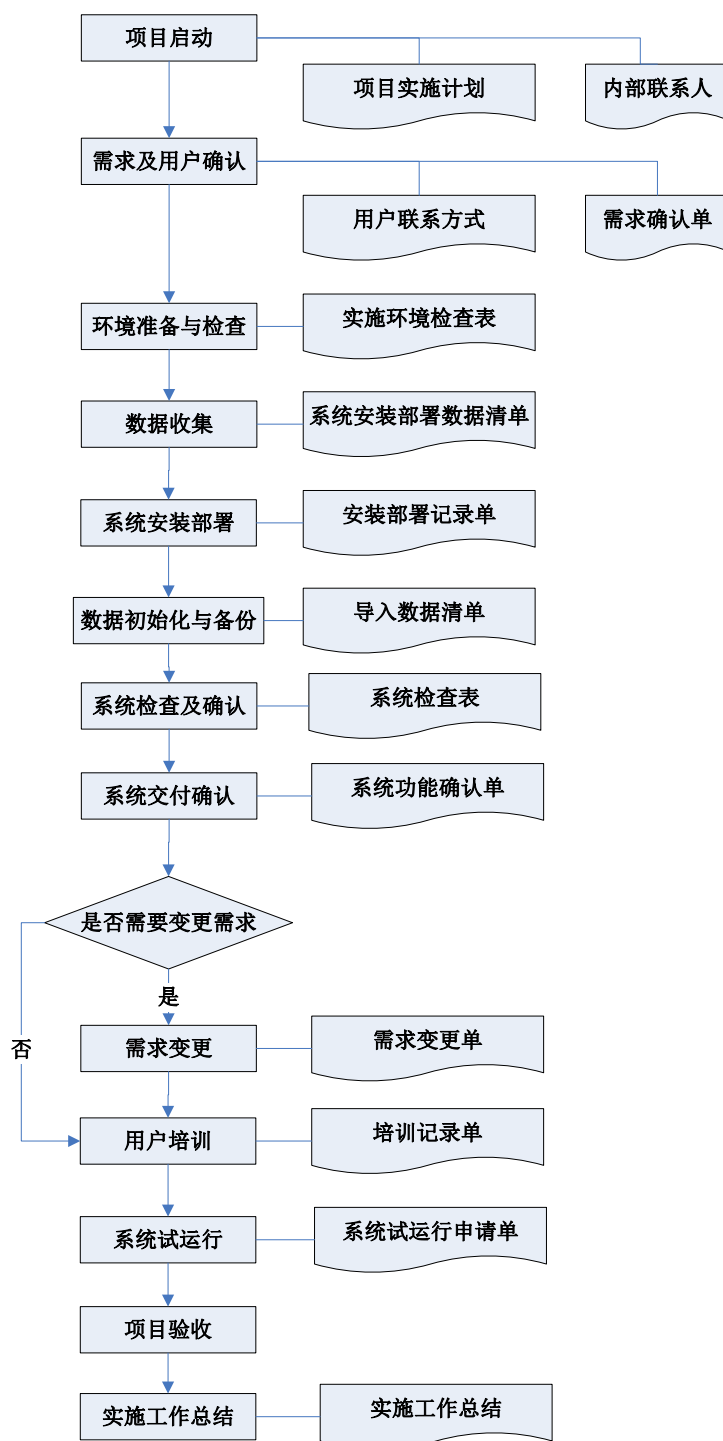 项目启动
项目实施计划
内部联系人
需求及用户确认
用户联系方式
需求确认单
环境准备与检查
实施环境检查表
数据收集
系统安装部署数据清单
系统安装部署
安装部署记录单
数据初始化与备份
导入数据清单
系统检查及确认
系统检查表
系统交付确认
系统功能确认单
是否需要变更需求
是
否
需求变更
需求变更单
用户培训
培训记录单
系统试运行
系统试运行申请单
项目验收
实施工作总结
实施工作总结